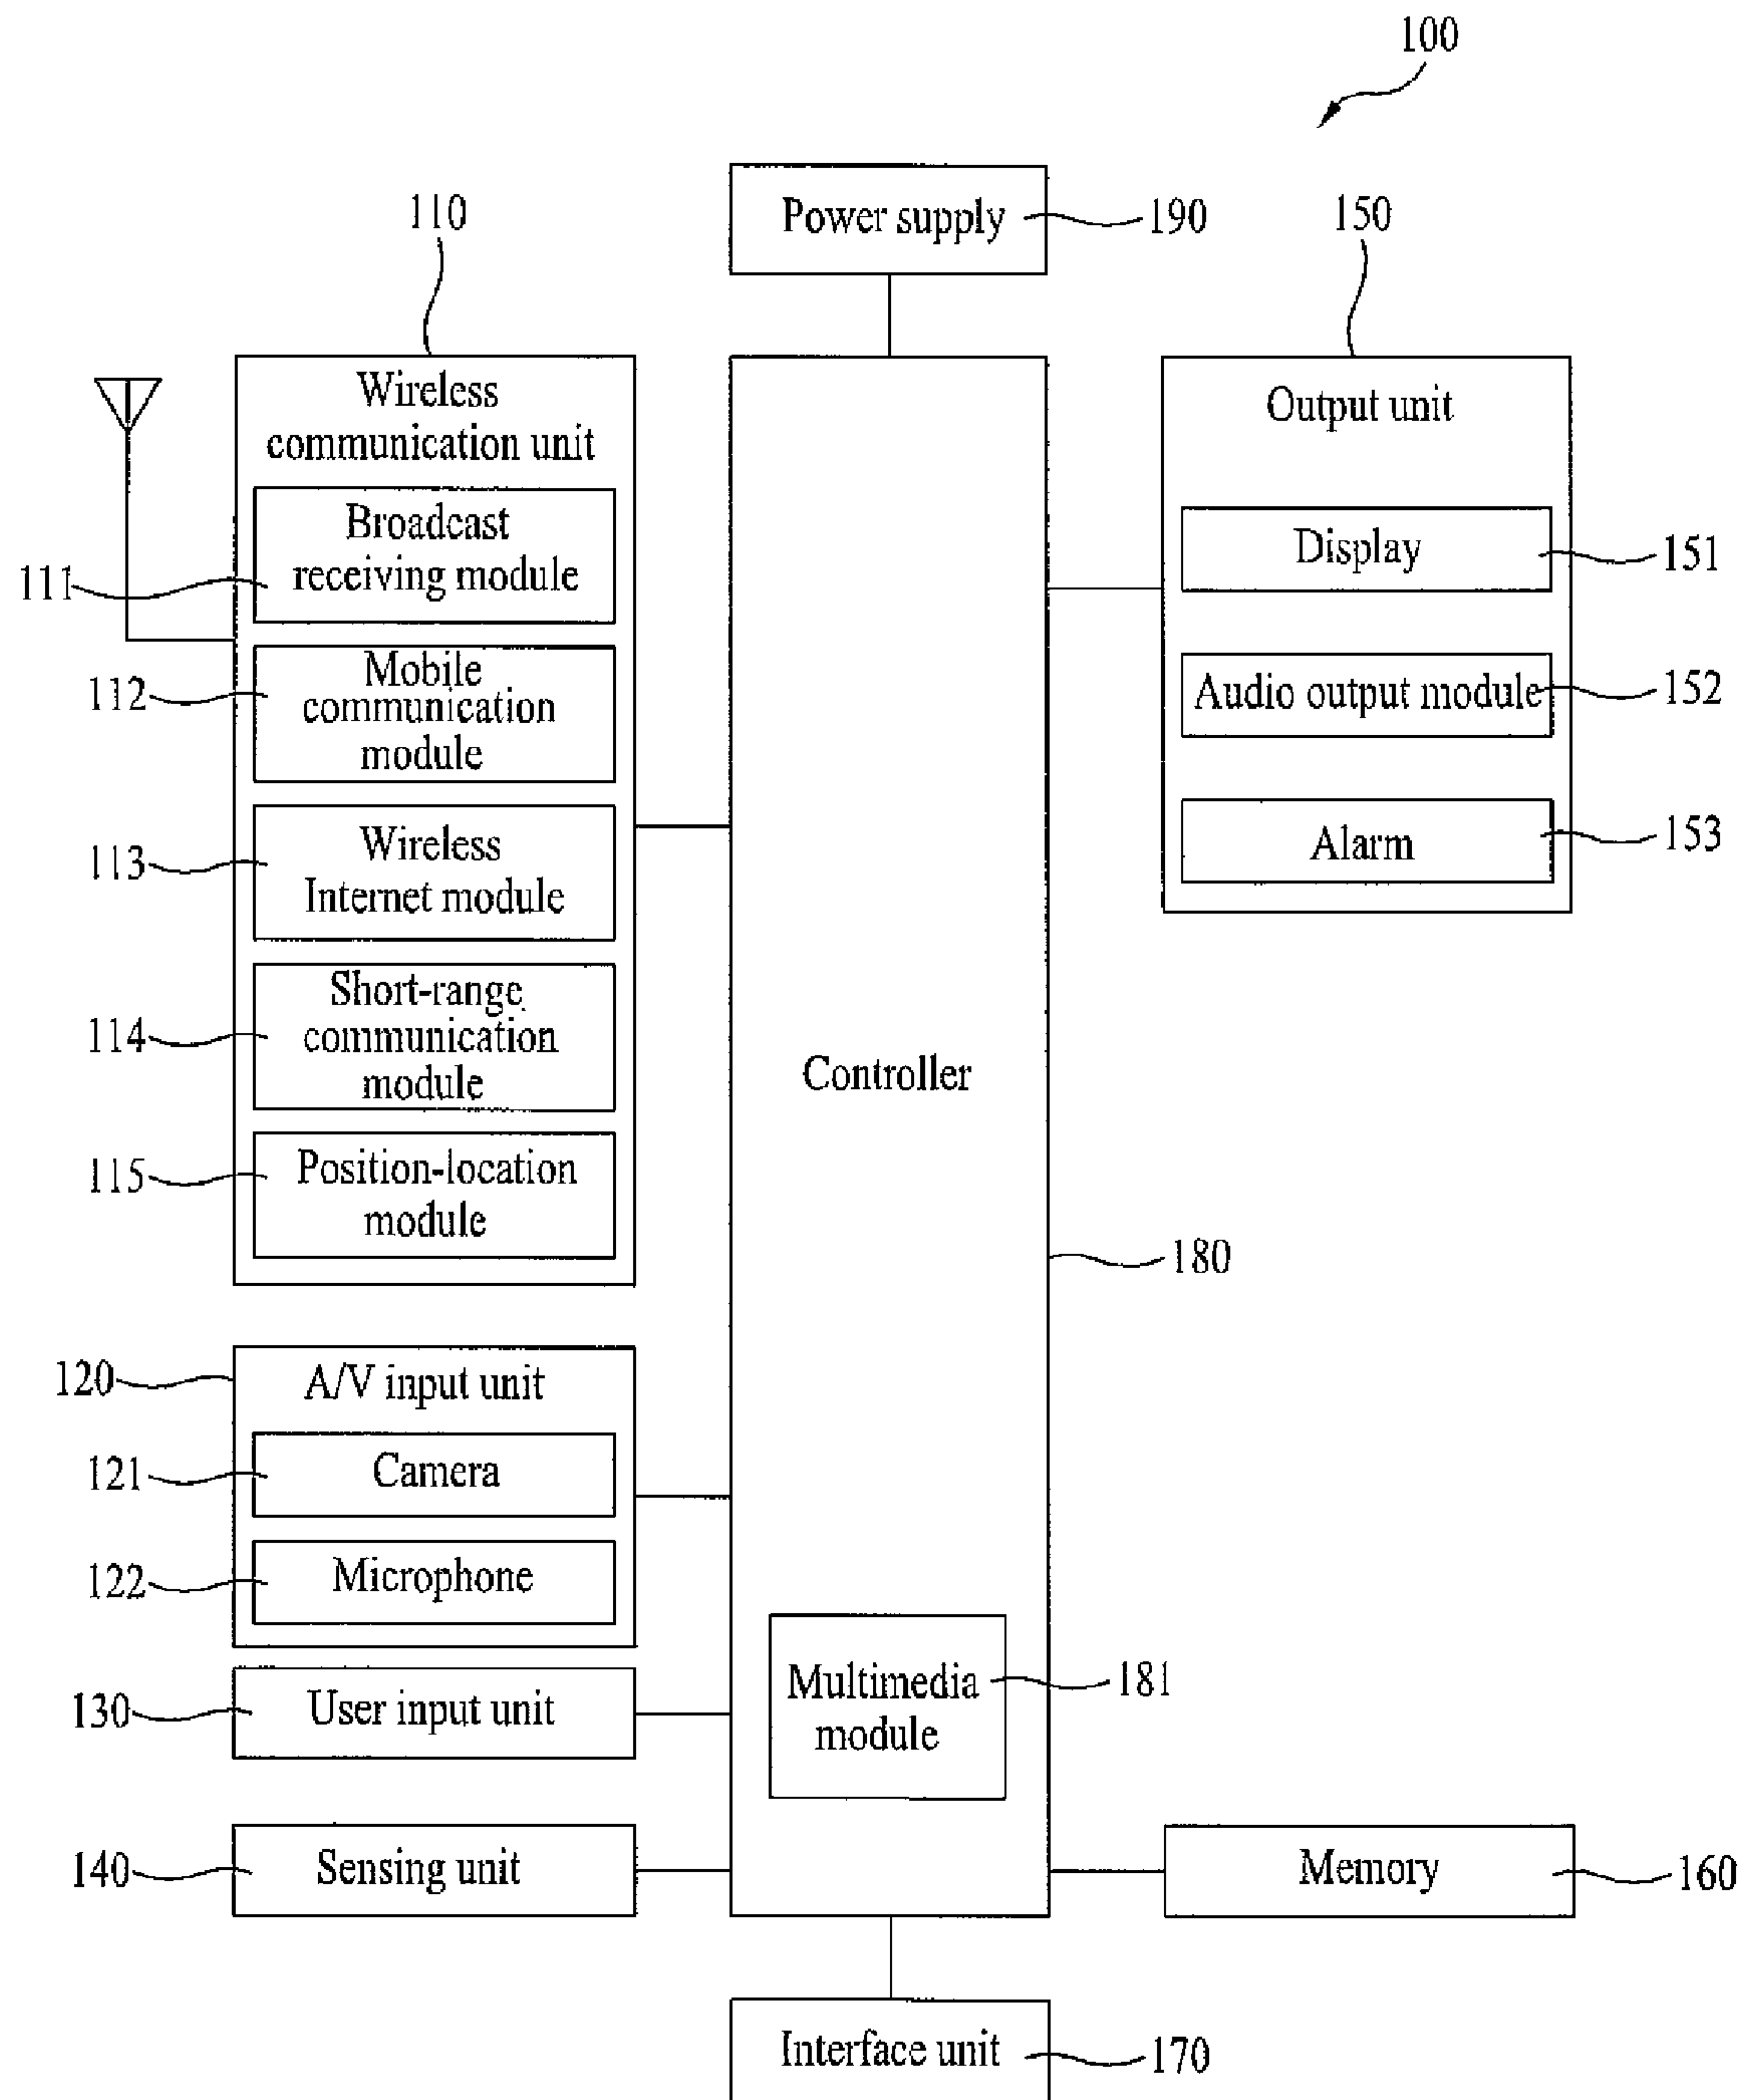 100
Power supply
190
110
150
Wireless
communication unit
Broadcast
receiving module
111
Mobile
communication
module
112
Wireless
Internet module
113
Short-range
communication
module
114
Position-location
module
115
Output unit
Display
151
Audio output module
152
Alarm
153
Controller
180
120
A/V input unit
121
Camera
122
Microphone
130
User input unit
Multimedia
module
181
140
Sensing unit
Memory
160
Interface unit
170